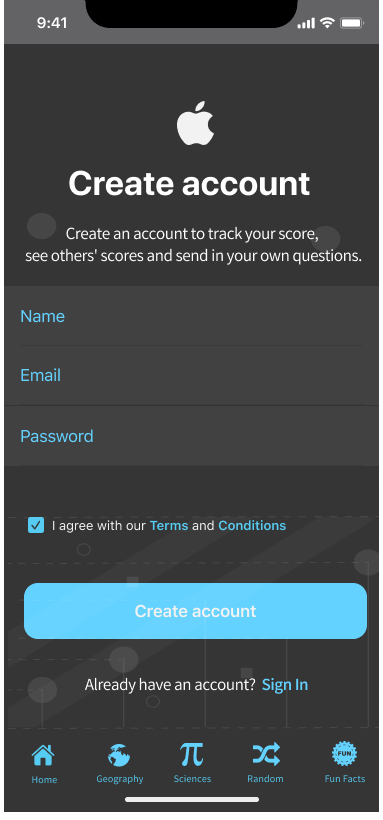 9:41
Create account
Create an account to track your score,
see others' scores and send in your own questions.
Name
Email
Password
I agree with our Terms and Conditions
Create account
Already have an account? Sign In
Home Geography Sciences Random Fun Facts
FUN